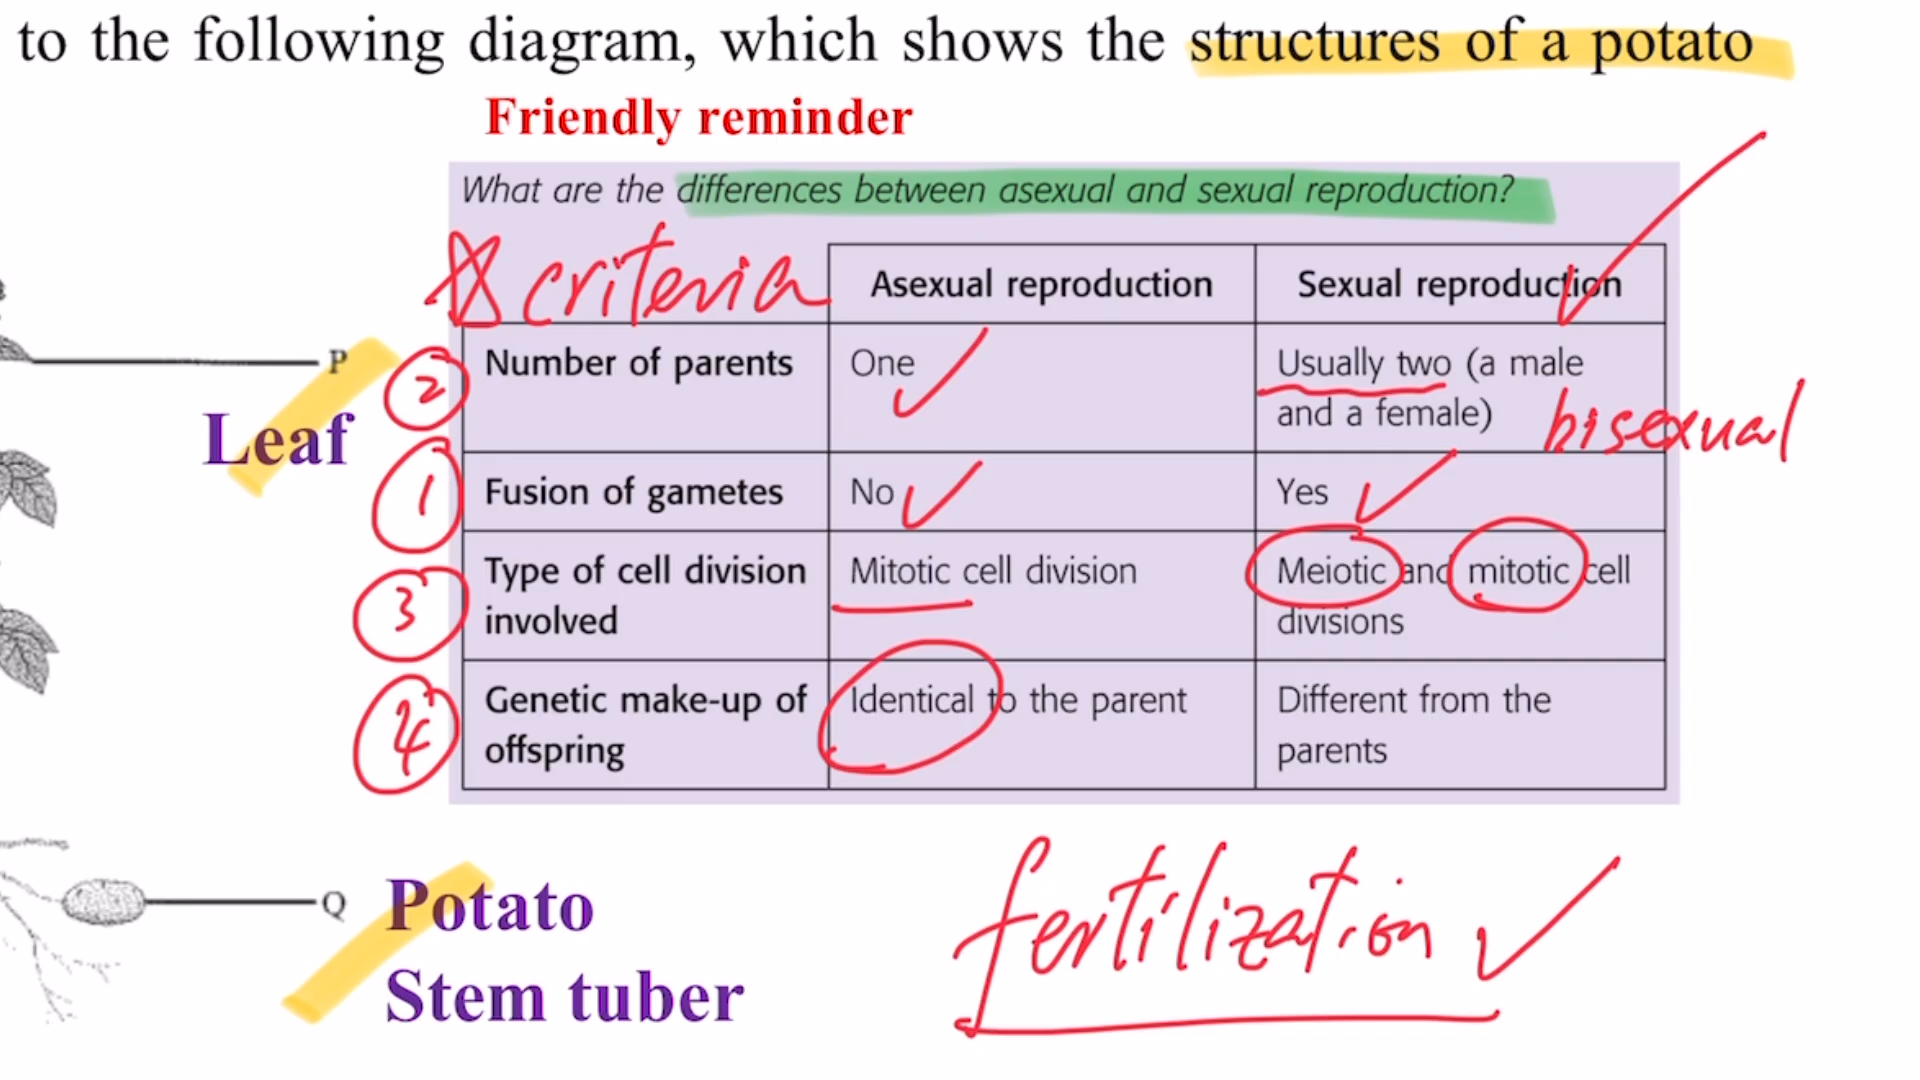 to the following diagram, which shows the structures of a potato
Friendly reminder
What are the differences between asexual and sexual reproduction?
criteria
Asexual reproduction
Sexual reproduction
2
Number of parents
One
Usually two (a male
and a female)
bisexual
1
Fusion of gametes
No
Yes
3
Type of cell division
involved
Mitotic cell division
Meiotic and mitotic cell
divisions
4
Genetic make-up of
offspring
Identical to the parent
Different from the
parents
P
Leaf
Q
Potato
Stem tuber
fertilization